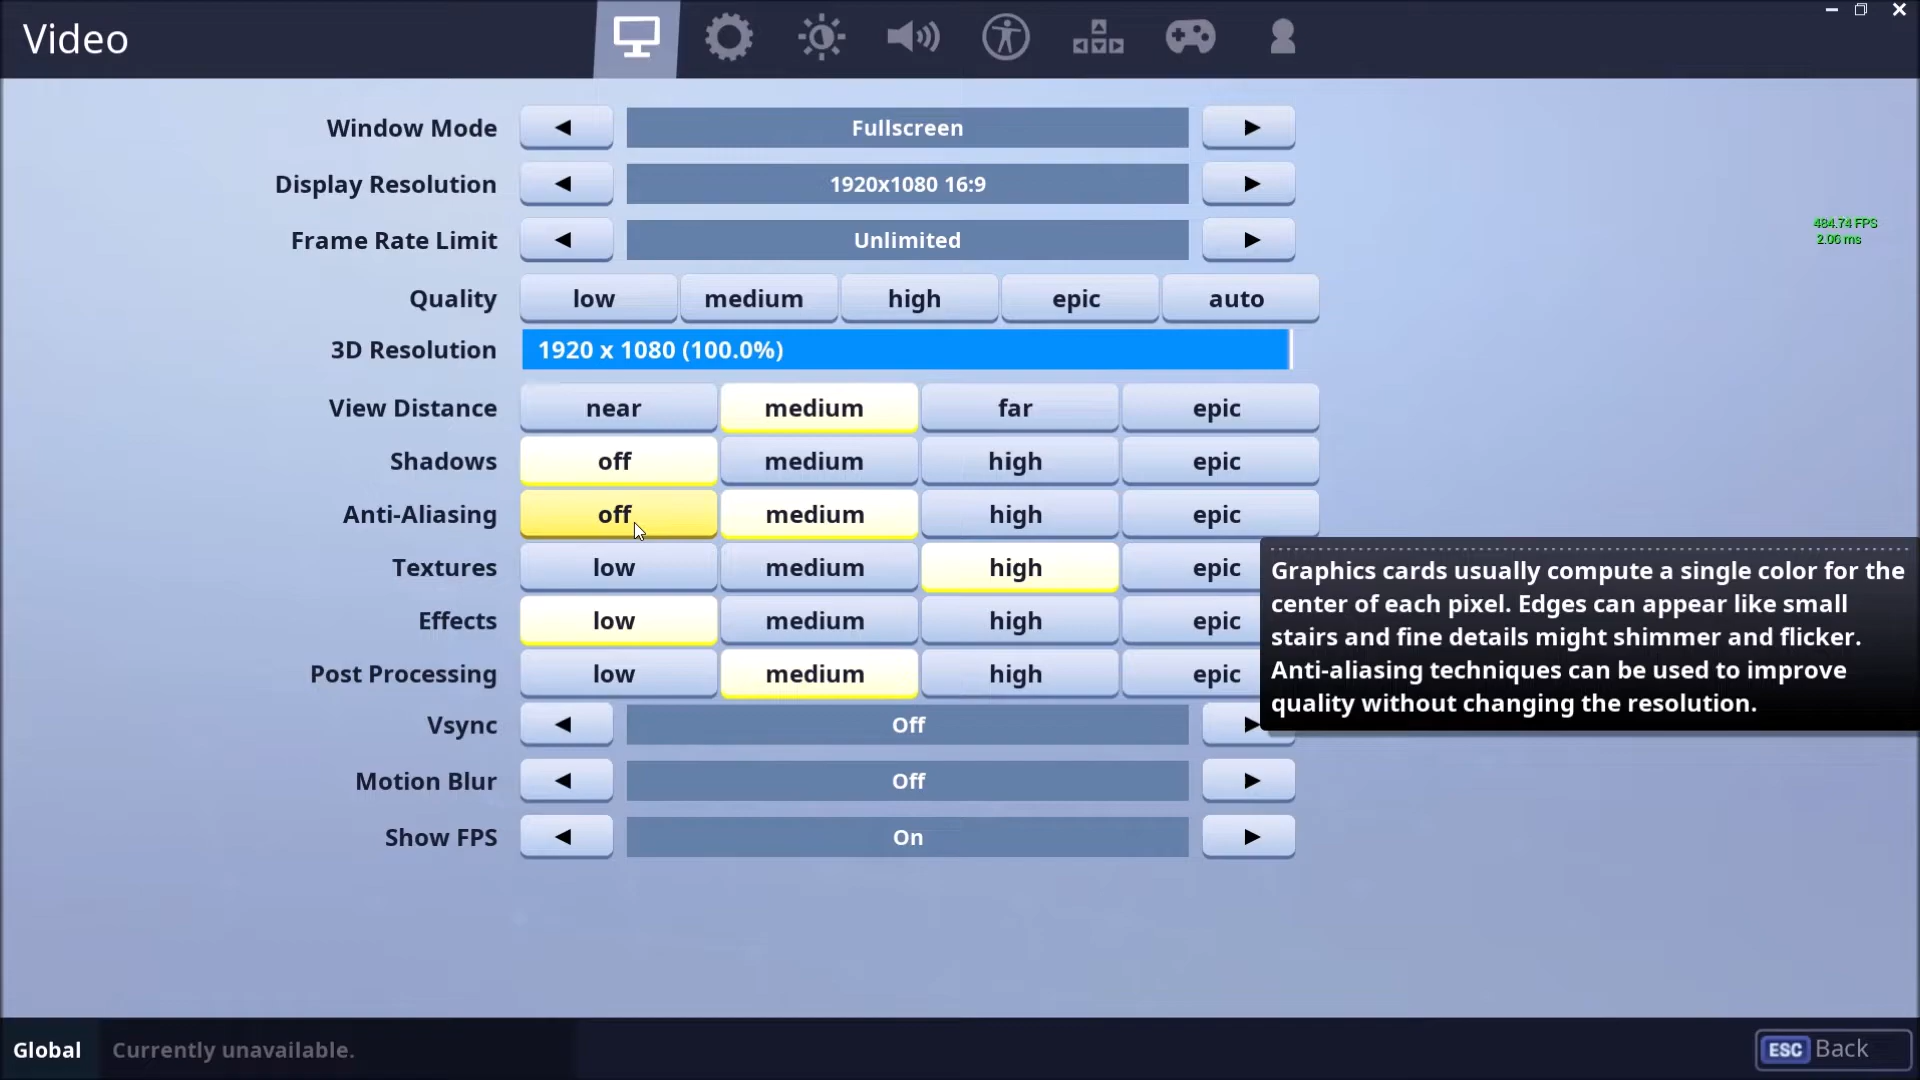 Video
Window Mode Fullscreen
Display Resolution 1920x1080 16:9
484.74 FPS
2.06 ms
Frame Rate Limit Unlimited
Quality low medium high epic auto
3D Resolution 1920 x 1080 (100.0%)
View Distance near medium far epic
Shadows off medium high epic
Anti-Aliasing off medium high epic
Textures low medium high epic
Effects low medium high epic
Post Processing low medium high epic
Graphics cards usually compute a single color for the
center of each pixel. Edges can appear like small
stairs and fine details might shimmer and flicker.
Anti-aliasing techniques can be used to improve
quality without changing the resolution.
Vsync Off
Motion Blur Off
Show FPS On
Global Currently unavailable.
ESC Back